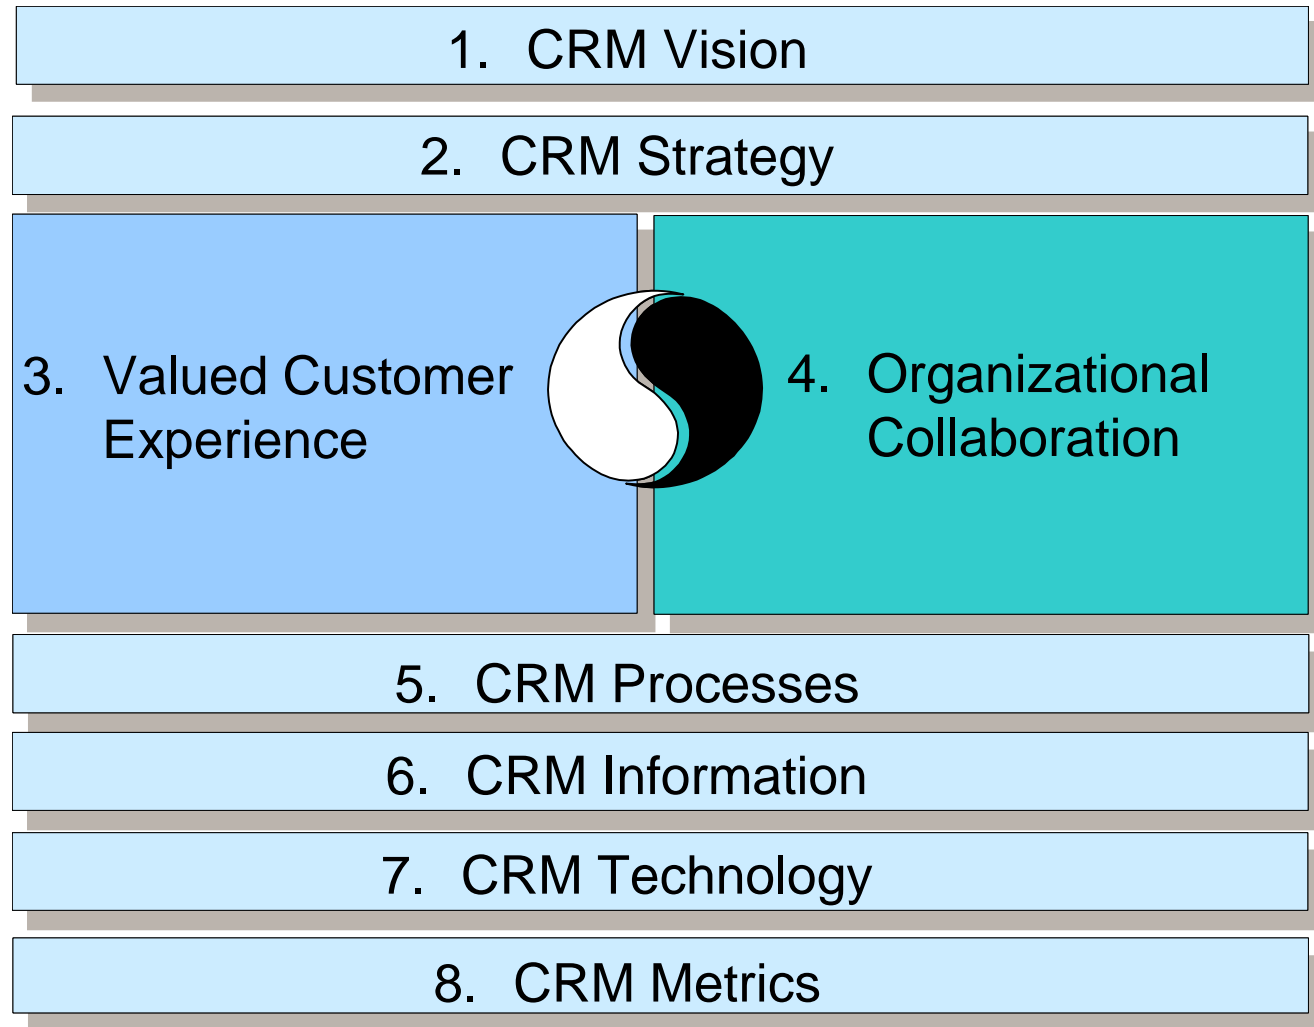 1. CRM Vision
2. CRM Strategy
3. Valued Customer
Experience
4. Organizational
Collaboration
5. CRM Processes
6. CRM Information
7. CRM Technology
8. CRM Metrics